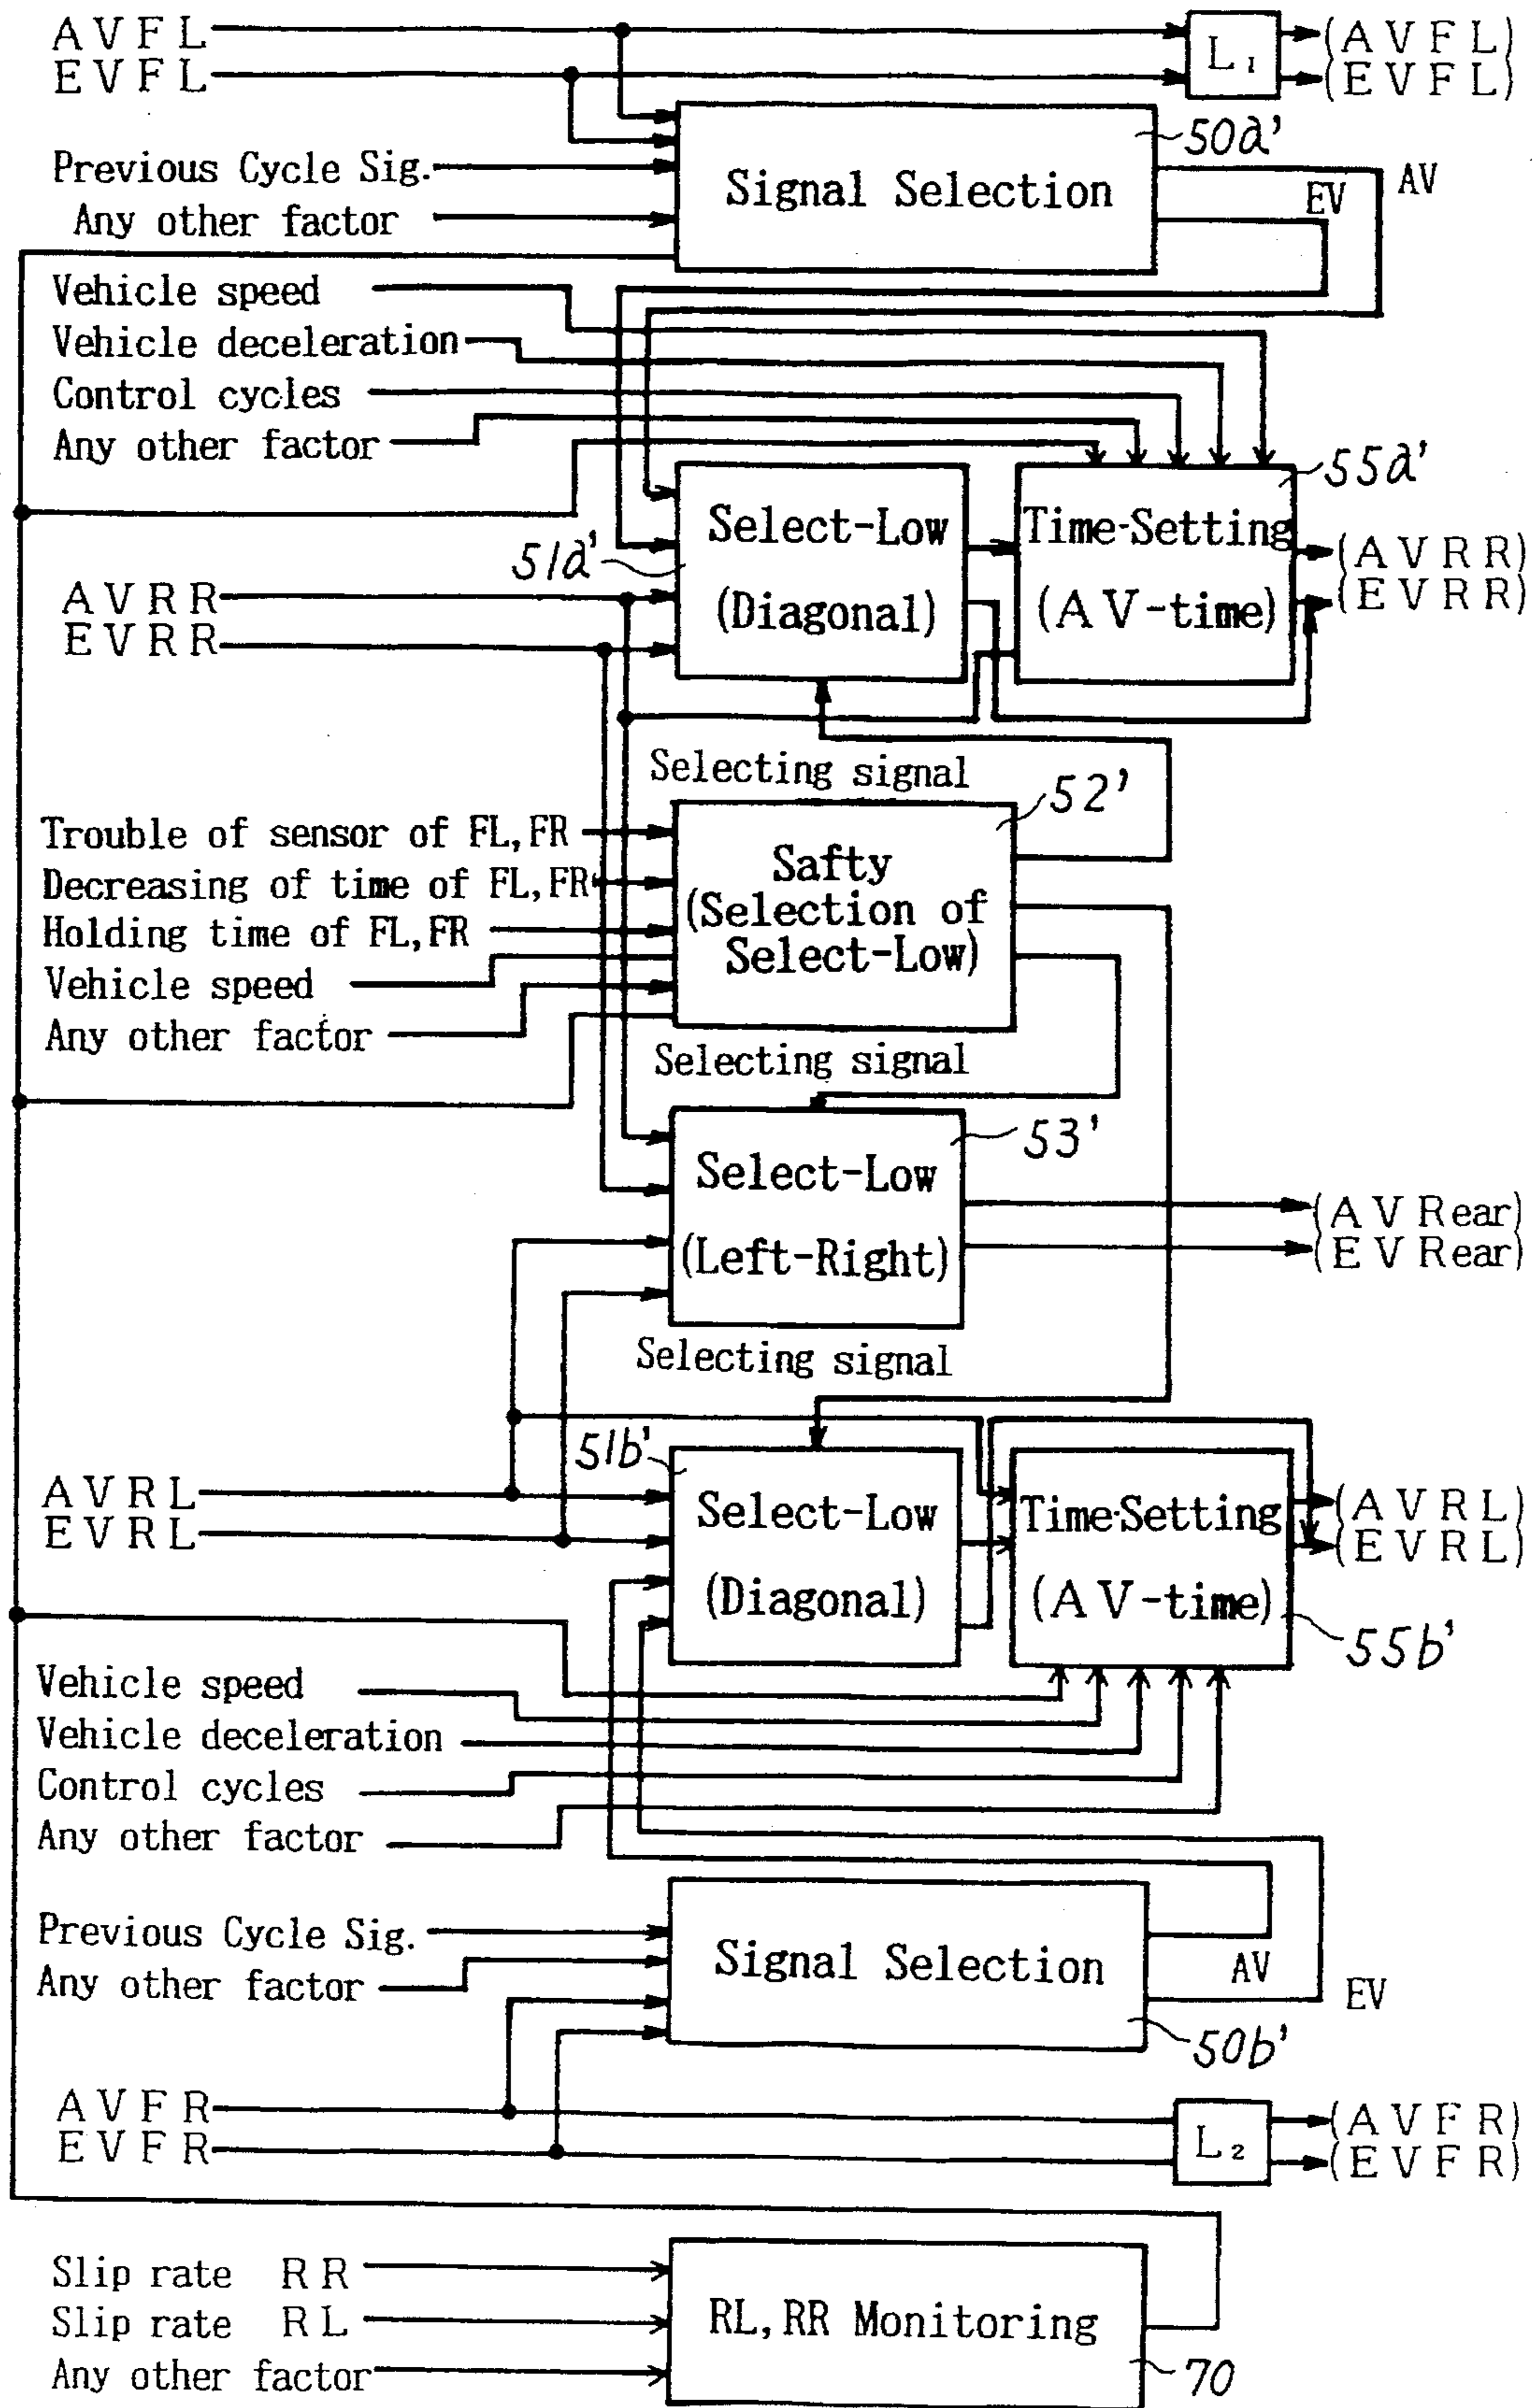 AVFL
(AVFL)
L₁
EVFL
(EVFL)
50a'
Previous Cycle Sig.
Signal Selection
AV
EV
Any other factor
Vehicle speed
Vehicle deceleration
Control cycles
Any other factor
55a'
Select-Low
Time-Setting
51a'
(AVRR)
AVRR
(Diagonal)
(AV-time)
(EVRR)
EVRR
Selecting signal
52'
Trouble of sensor of FL,FR
Safty
Decreasing of time of FL,FR
(Selection of
Holding time of FL,FR
Select-Low)
Vehicle speed
Any other factor
Selecting signal
53'
Select-Low
(AVRear)
(Left-Right)
(EVRear)
Selecting signal
51b'
AVRL
Select-Low
Time-Setting
(AVRL)
EVRL
(EVRL)
(Diagonal)
(AV-time)
55b'
Vehicle speed
Vehicle deceleration
Control cycles
Any other factor
Previous Cycle Sig.
Signal Selection
AV
Any other factor
EV
50b'
AVFR
(AVFR)
L₂
EVFR
(EVFR)
Slip rate RR
Slip rate RL
RL,RR Monitoring
Any other factor
70